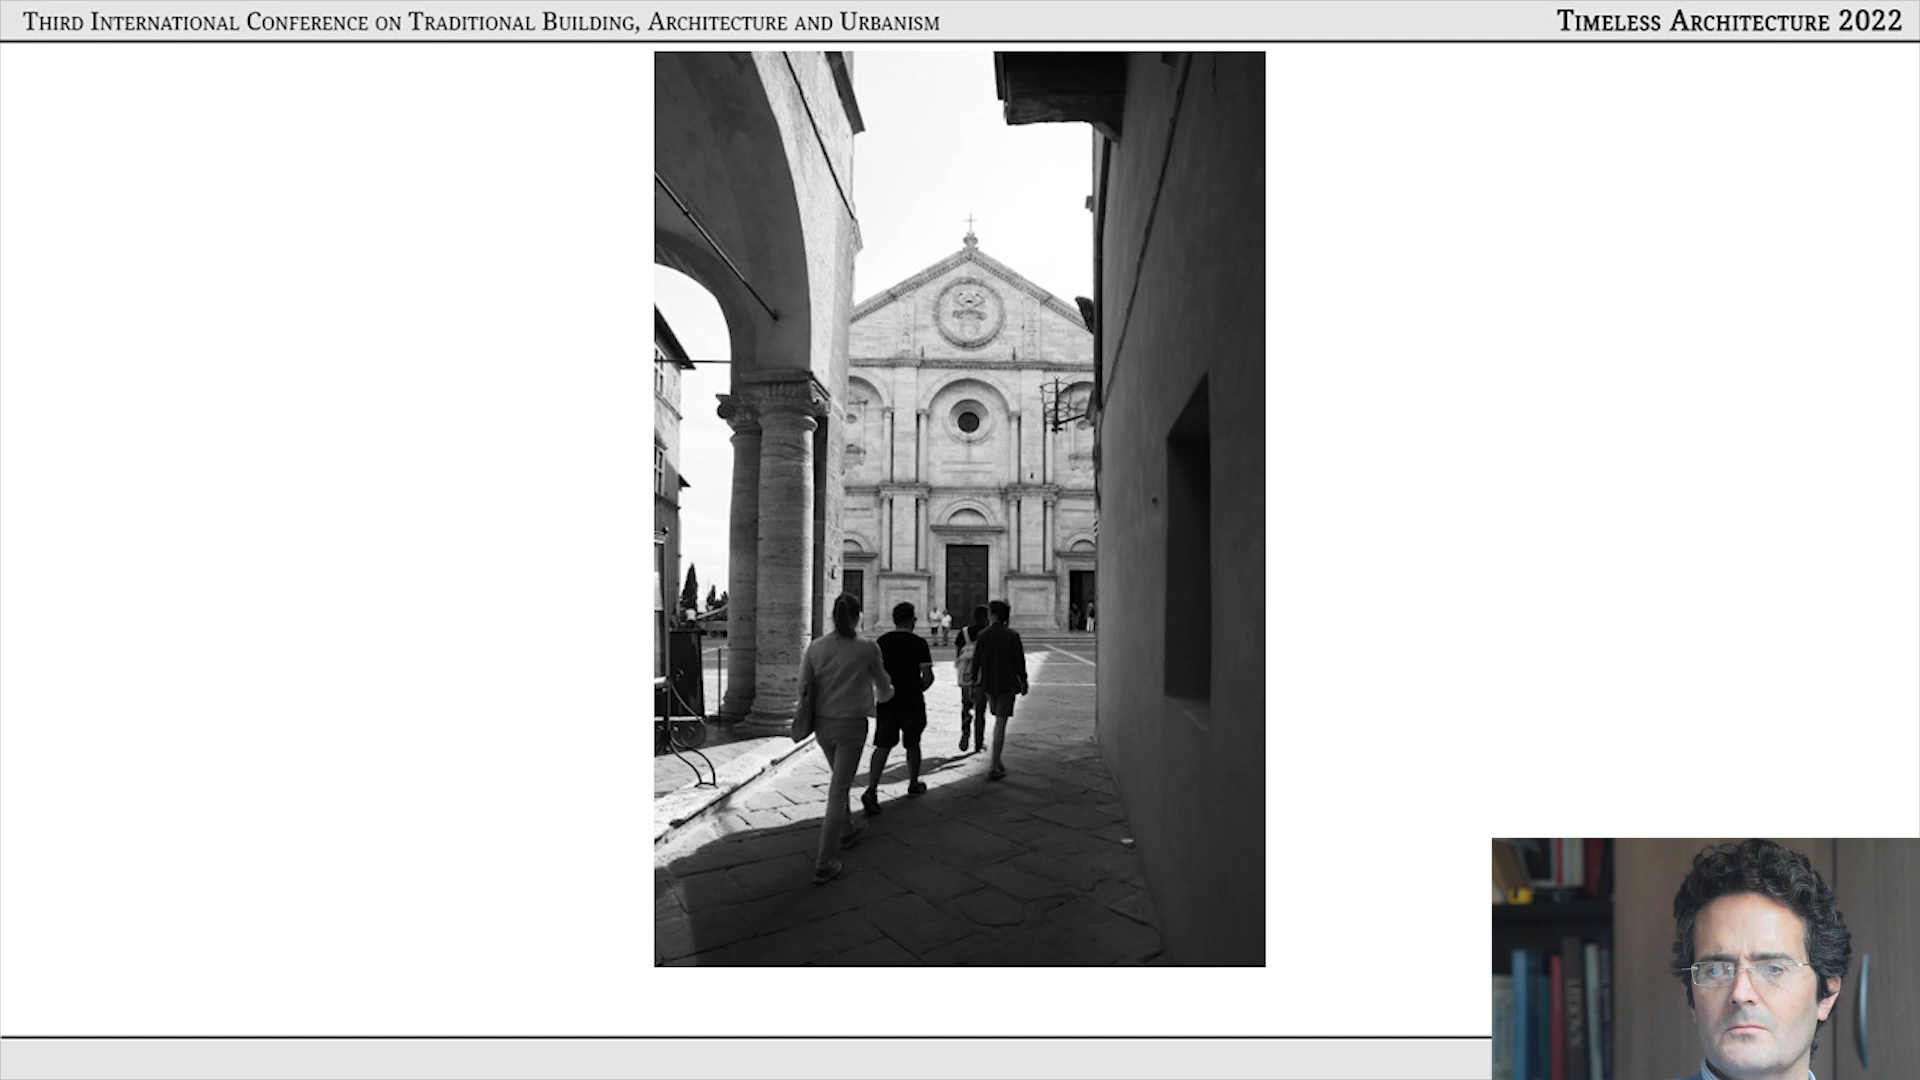 Third International Conference on Traditional Building, Architecture and Urbanism
Timeless Architecture 2022